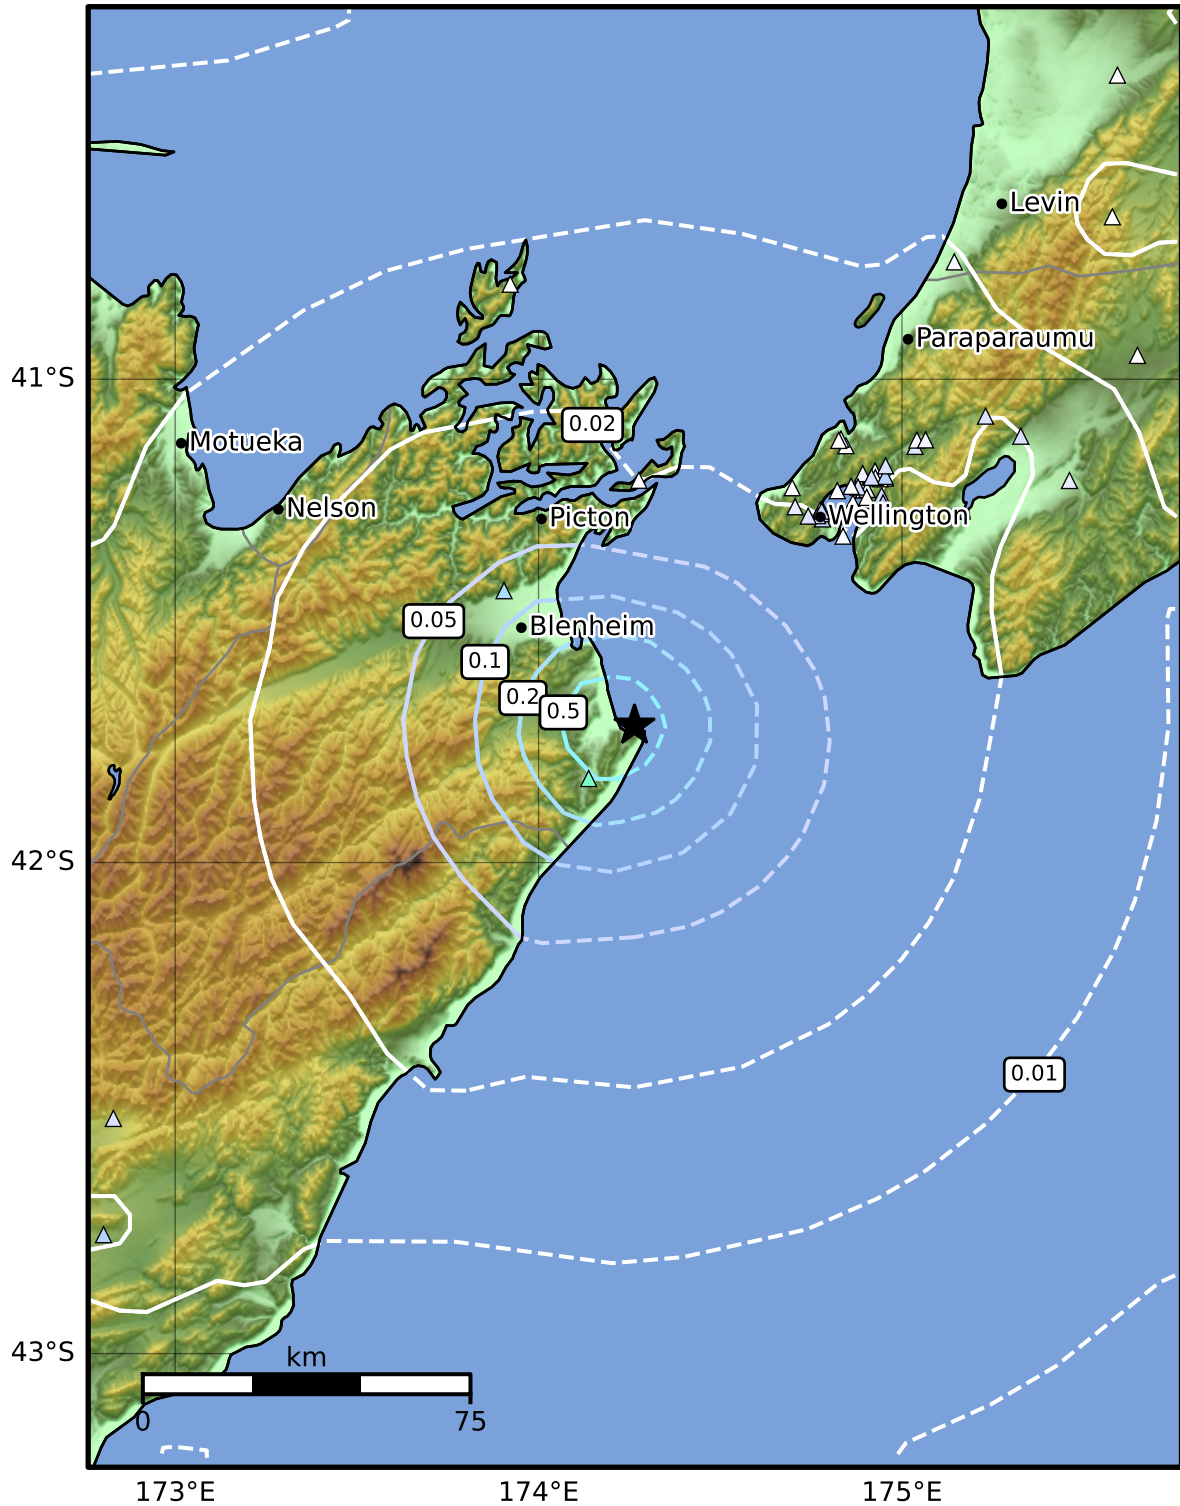 Levin
Paraparaumu
41°S
0.02
Motueka
Nelson
Picton
Wellington
0.05
Blenheim
0.1
0.2
0.5
42°S
0.01
43°S
km
0
75
173°E
174°E
175°E